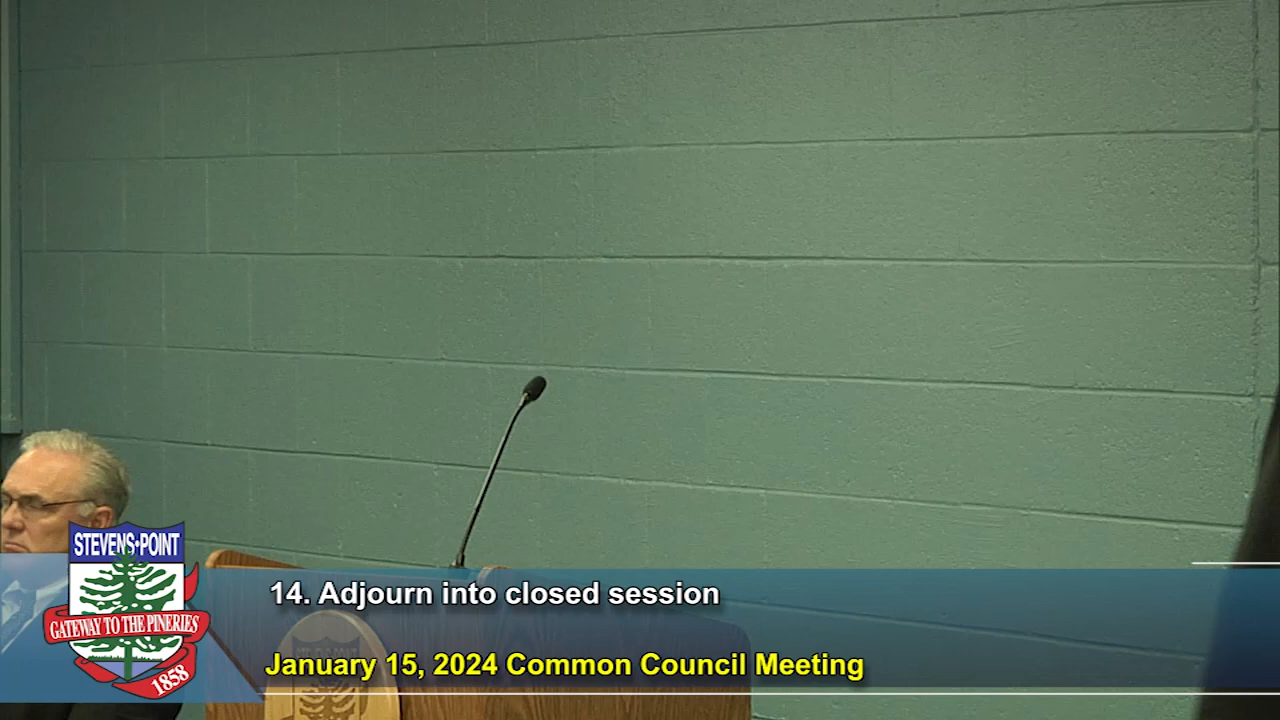 STEVENS•POINT
GATEWAY TO THE PINERIES
1858
14. Adjourn into closed session
January 15, 2024 Common Council Meeting